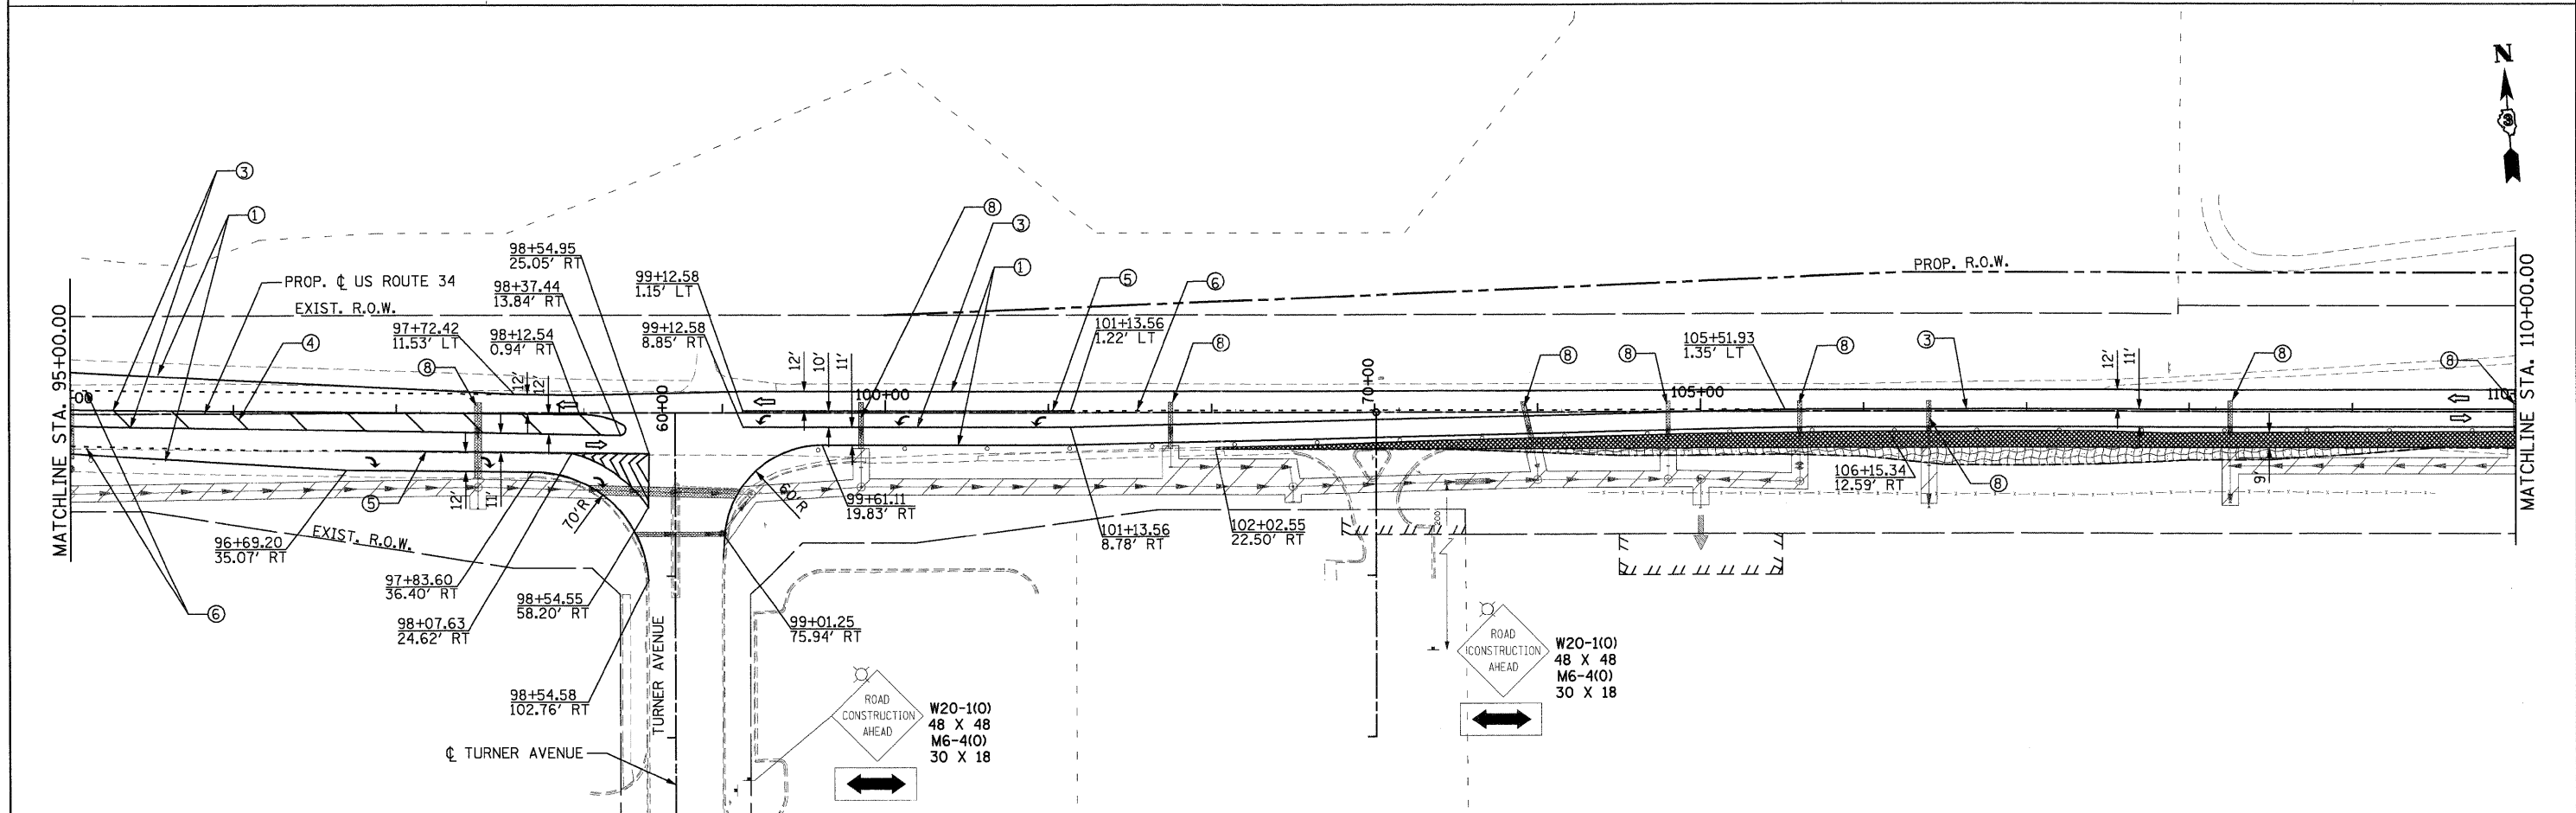 N
3
1
8
3
1
98+54.95
25.05' RT
PROP. ℄ US ROUTE 34
98+37.44
13.84' RT
99+12.58
1.15' LT
5
6
PROP. R.O.W.
EXIST. R.O.W.
97+72.42
11.53' LT
98+12.54
0.94' RT
99+12.58
8.85' RT
101+13.56
1.22' LT
105+51.93
1.35' LT
4
8
12'
12'
12'
10'
11'
8
8
8
8
3
12'
11'
8
8
MATCHLINE STA. 95+00.00
00
60+00
100+00
70+00
105+00
110
MATCHLINE STA. 110+00.00
5
12'
11'
70'R
60'R
99+61.11
19.83' RT
106+15.34
12.59' RT
8
9'
96+69.20
35.07' RT
EXIST. R.O.W.
101+13.56
8.78' RT
102+02.55
22.50' RT
200'
6
97+83.60
36.40' RT
98+54.55
58.20' RT
98+07.63
24.62' RT
99+01.25
75.94' RT
98+54.58
102.76' RT
TURNER AVENUE
℄ TURNER AVENUE
ROAD
CONSTRUCTION
AHEAD
W20-1(O)
48 X 48
M6-4(O)
30 X 18
ROAD
CONSTRUCTION
AHEAD
W20-1(O)
48 X 48
M6-4(O)
30 X 18